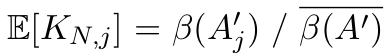 𝔼[K_{N,j}] = β(A′_j) / \overline{β(A′)}